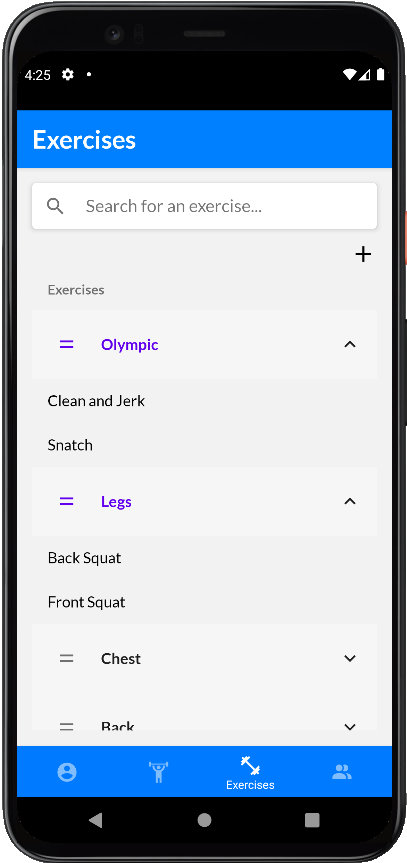 4:25
Exercises
Search for an exercise...
Exercises
Olympic
Clean and Jerk
Snatch
Legs
Back Squat
Front Squat
Chest
Back
Exercises